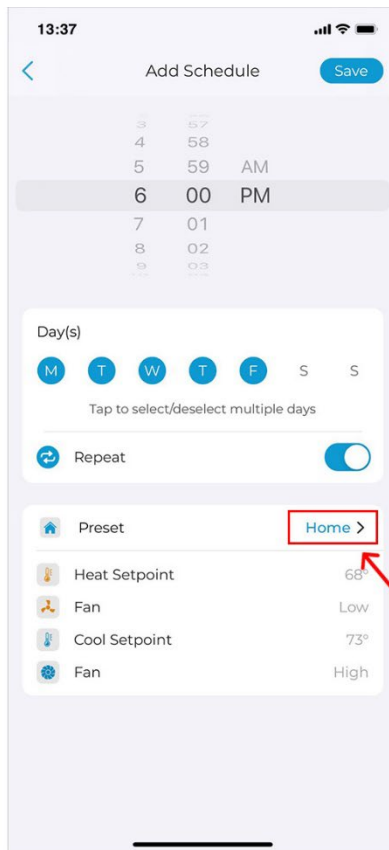 13:37
Add Schedule Save
3 57
4 58
5 59 AM
6 00 PM
7 01
8 02
9 03
Day(s)
M T W T F S S
Tap to select/deselect multiple days
Repeat
Preset Home >
Heat Setpoint 68°
Fan Low
Cool Setpoint 73°
Fan High